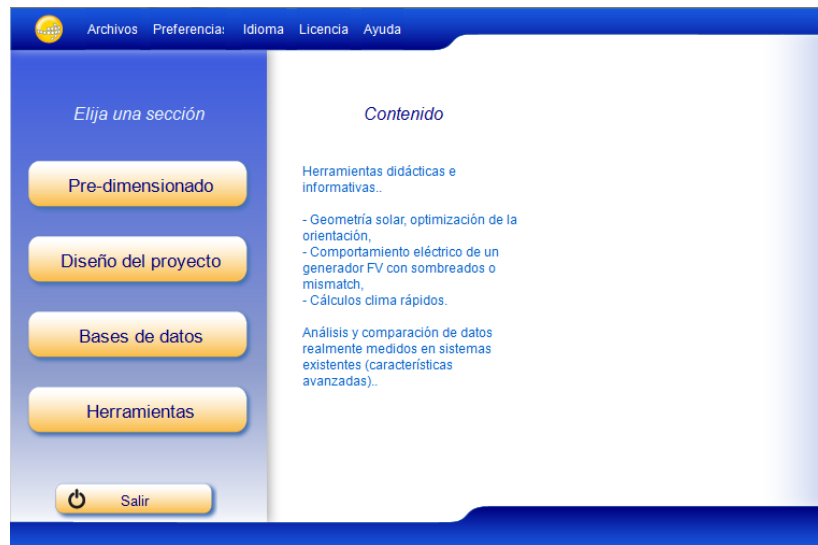 Archivos Preferencia: Idioma Licencia Ayuda
Elija una sección
Pre-dimensionado
Diseño del proyecto
Bases de datos
Herramientas
Salir
Contenido
Herramientas didácticas e
informativas..
- Geometría solar, optimización de la
orientación,
- Comportamiento eléctrico de un
generador FV con sombreados o
mismatch,
- Cálculos clima rápidos.
Análisis y comparación de datos
realmente medidos en sistemas
existentes (características
avanzadas)..